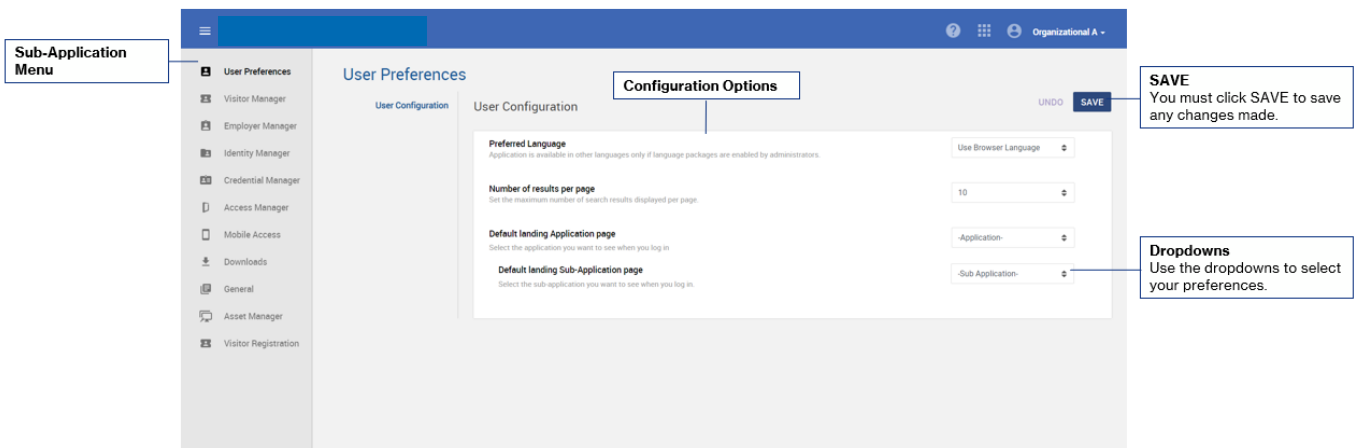 Organizational A
Sub-Application
Menu
User Preferences
Visitor Manager
Employer Manager
Identity Manager
Credential Manager
Access Manager
Mobile Access
Downloads
General
Asset Manager
Visitor Registration
User Preferences
User Configuration
User Configuration
Configuration Options
UNDO
SAVE
SAVE
You must click SAVE to save
any changes made.
Preferred Language
Application is available in other languages only if language packages are enabled by administrators.
Use Browser Language
Number of results per page
Set the maximum number of search results displayed per page.
10
Default landing Application page
Select the application you want to see when you log in
-Application-
Default landing Sub-Application page
Select the sub-application you want to see when you log in.
-Sub Application-
Dropdowns
Use the dropdowns to select
your preferences.